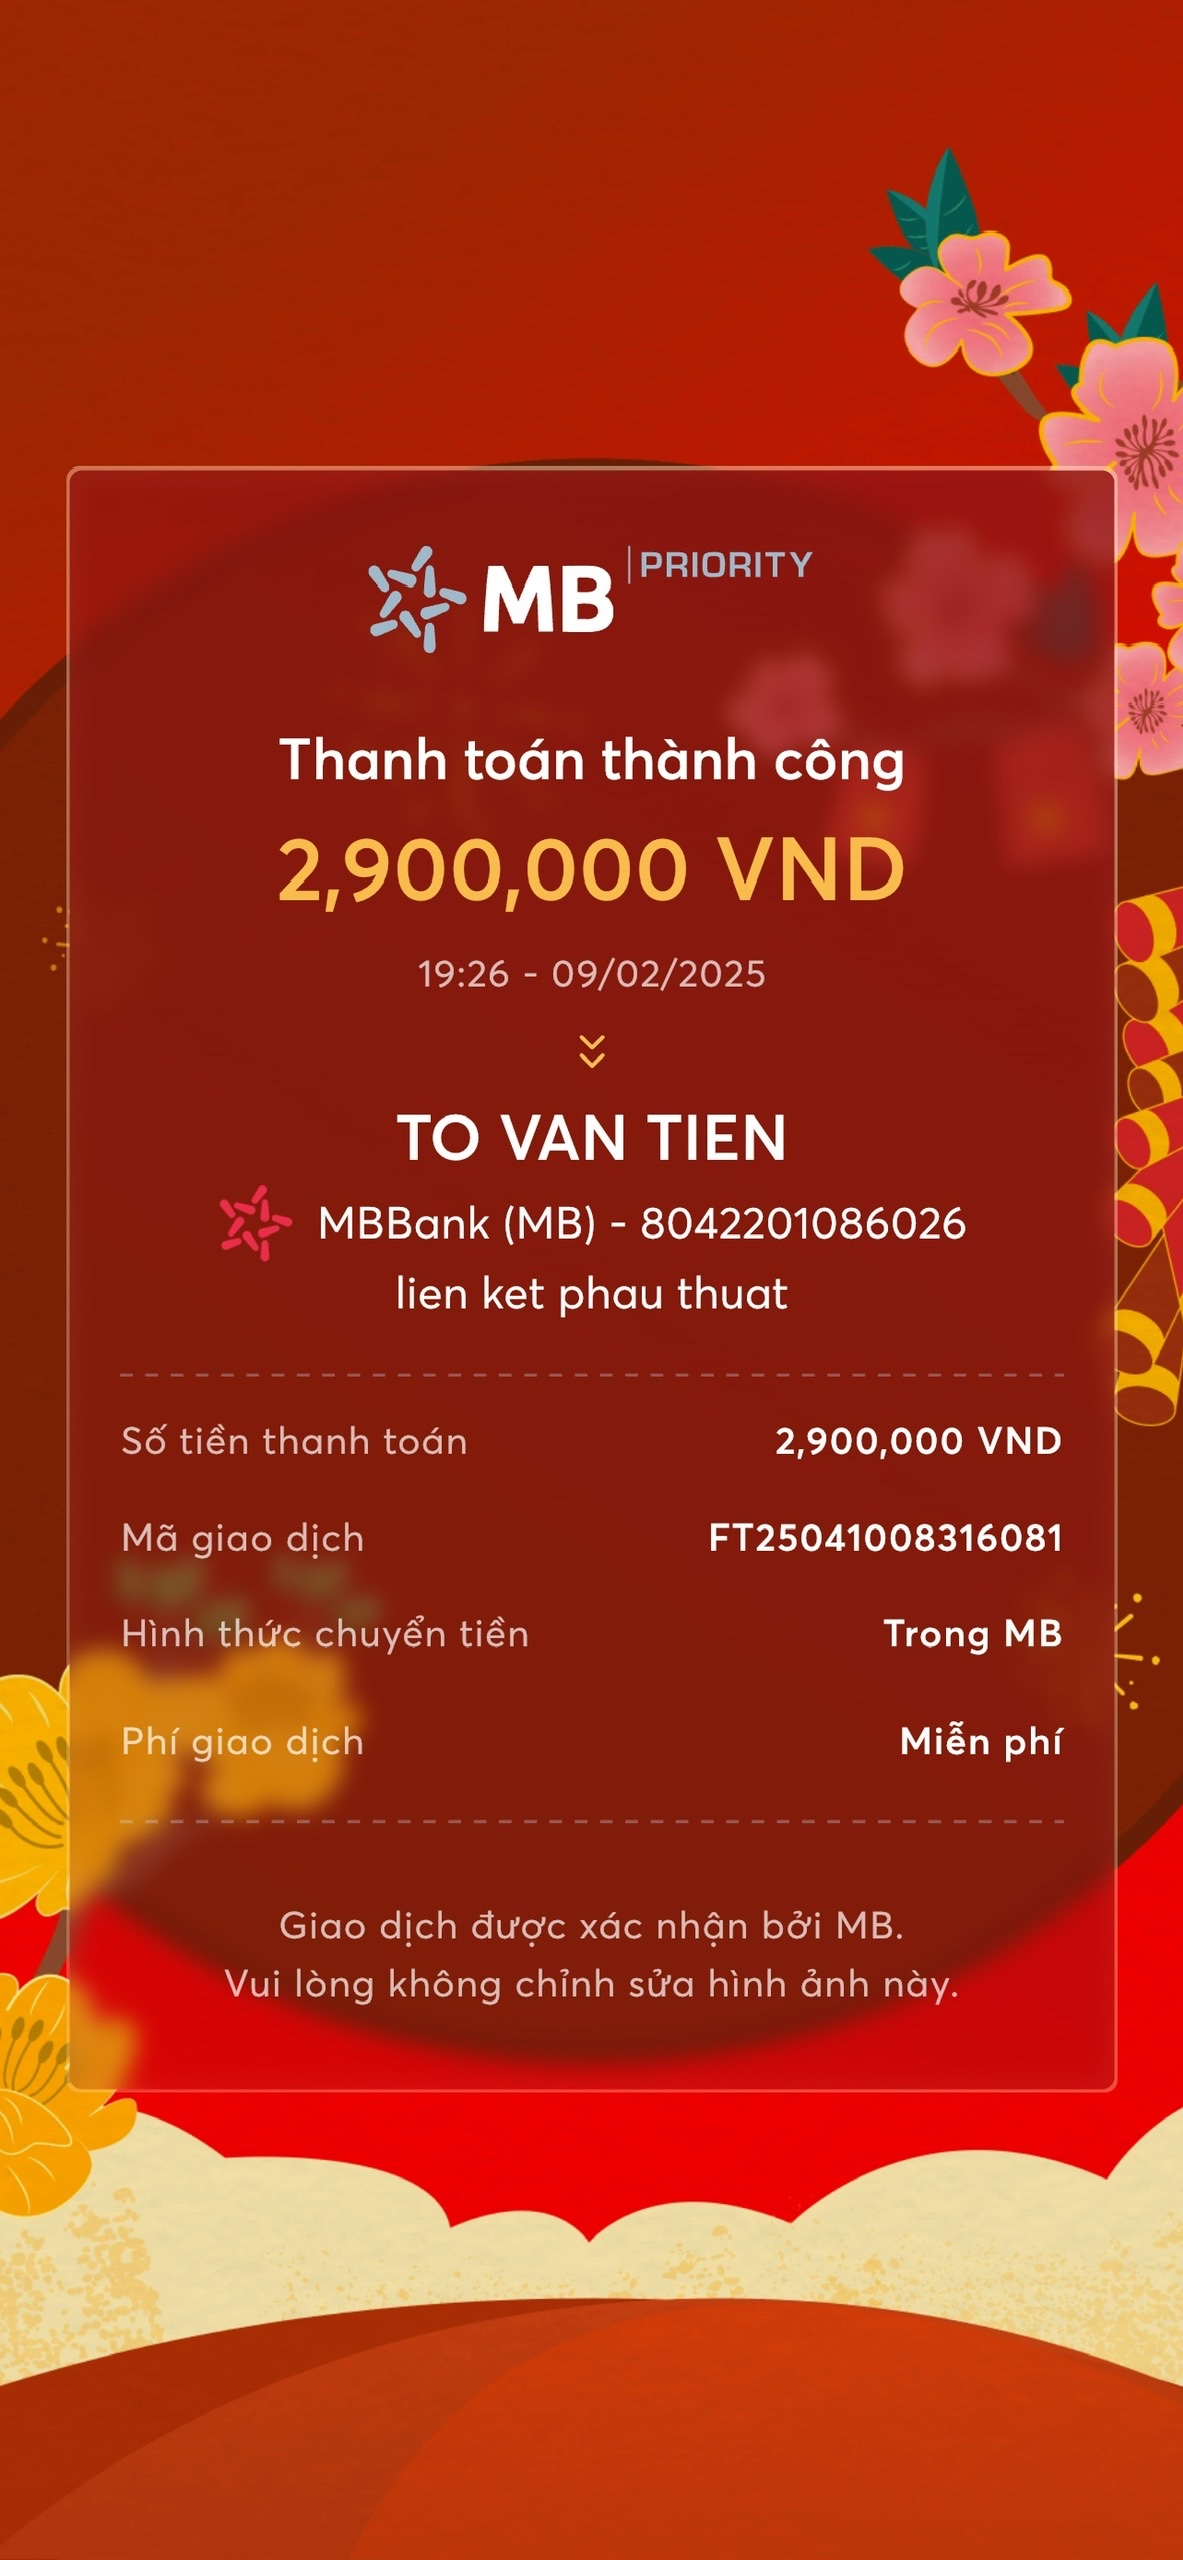 MB PRIORITY
Thanh toán thành công
2,900,000 VND
19:26 - 09/02/2025
TO VAN TIEN
MBBank (MB) - 8042201086026
lien ket phau thuat
Số tiền thanh toán 2,900,000 VND
Mã giao dịch FT25041008316081
Hình thức chuyển tiền Trong MB
Phí giao dịch Miễn phí
Giao dịch được xác nhận bởi MB.
Vui lòng không chỉnh sửa hình ảnh này.